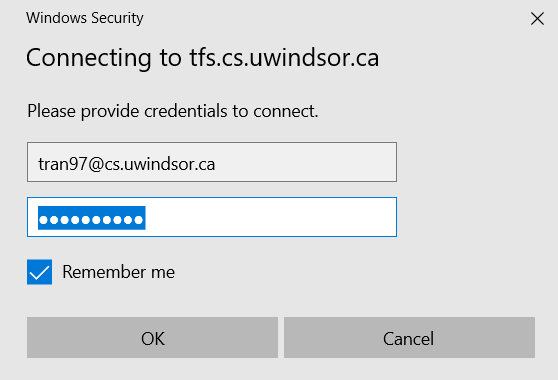 Windows Security
Connecting to tfs.cs.uwindsor.ca
Please provide credentials to connect.
tran97@cs.uwindsor.ca
●●●●●●●●●●
Remember me
OK Cancel